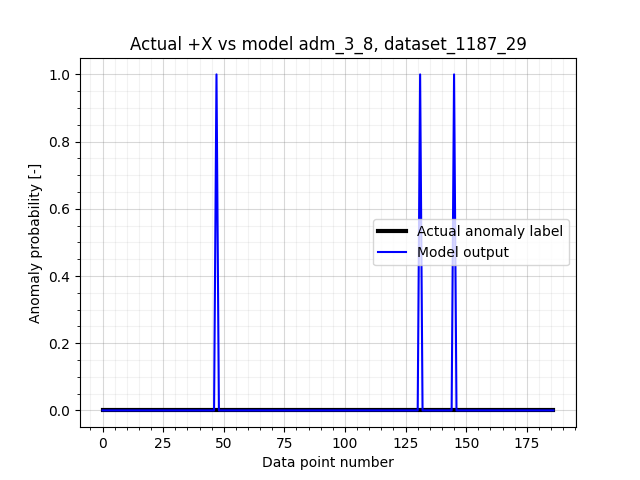 Actual +X vs model adm_3_8, dataset_1187_29
Anomaly probability [-]
1.0
0.8
0.6
0.4
0.2
0.0
Actual anomaly label
Model output
0 25 50 75 100 125 150 175
Data point number